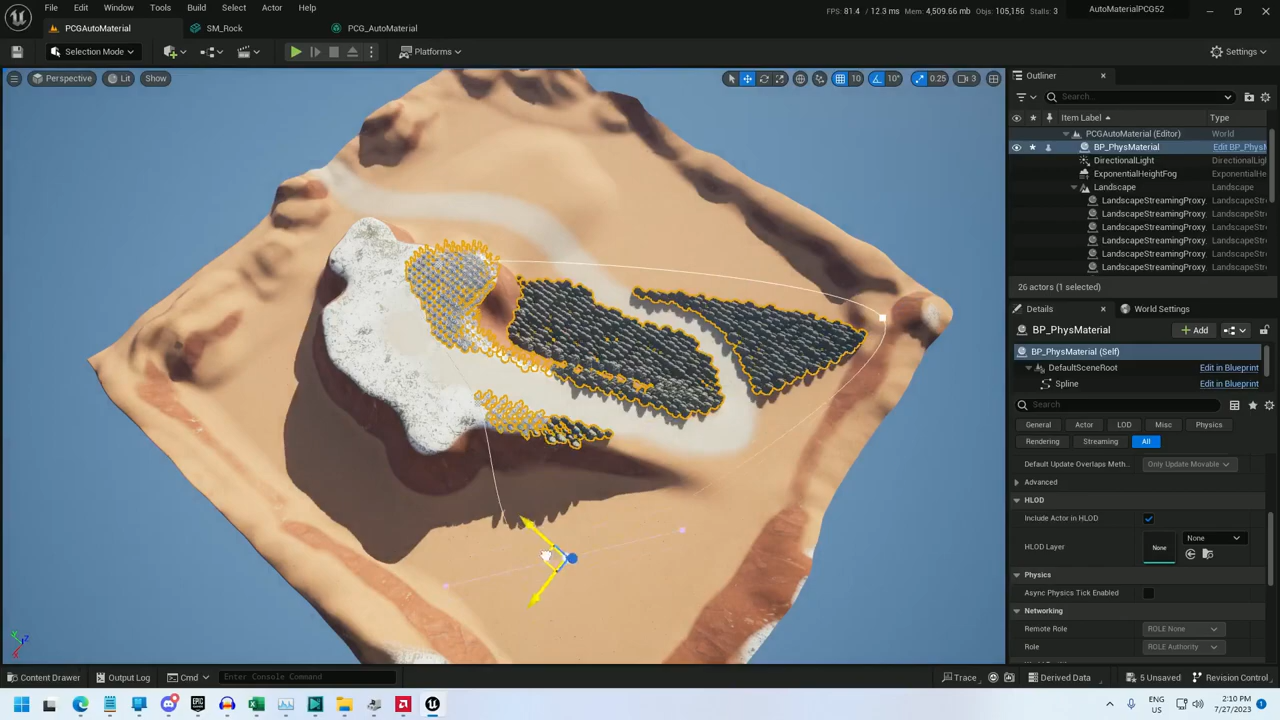 File Edit Window Tools Build Select Actor Help
FPS: 81.4 / 12.3 ms Mem: 4,509.66 mb Objs: 105,156 Stalls: 3
AutoMaterialPCG52
PCGAutoMaterial SM_Rock PCG_AutoMaterial
Selection Mode Platforms Settings
Perspective Lit Show 10 10° 0.25 3
Outliner
Search...
Item Label Type
PCGAutoMaterial (Editor) World
BP_PhysMaterial Edit BP_PhysM
DirectionalLight DirectionalLigh
ExponentialHeightFog ExponentialHe
Landscape Landscape
LandscapeStreamingProxy_ LandscapeStre
LandscapeStreamingProxy_ LandscapeStre
LandscapeStreamingProxy_ LandscapeStre
LandscapeStreamingProxy_ LandscapeStre
LandscapeStreamingProxy_ LandscapeStre
LandscapeStreamingProxy_ LandscapeStre
26 actors (1 selected)
Details World Settings
BP_PhysMaterial Add
BP_PhysMaterial (Self)
DefaultSceneRoot Edit in Blueprint
Spline Edit in Blueprint
Search
General Actor LOD Misc Physics
Rendering Streaming All
Default Update Overlaps Meth... Only Update Movable
Advanced
HLOD
Include Actor in HLOD
HLOD Layer None None
Physics
Async Physics Tick Enabled
Networking
Remote Role ROLE None
Role ROLE Authority
Content Drawer Output Log Cmd Enter Console Command Trace Derived Data 5 Unsaved Revision Control
ENG
US
2:10 PM
7/27/2023